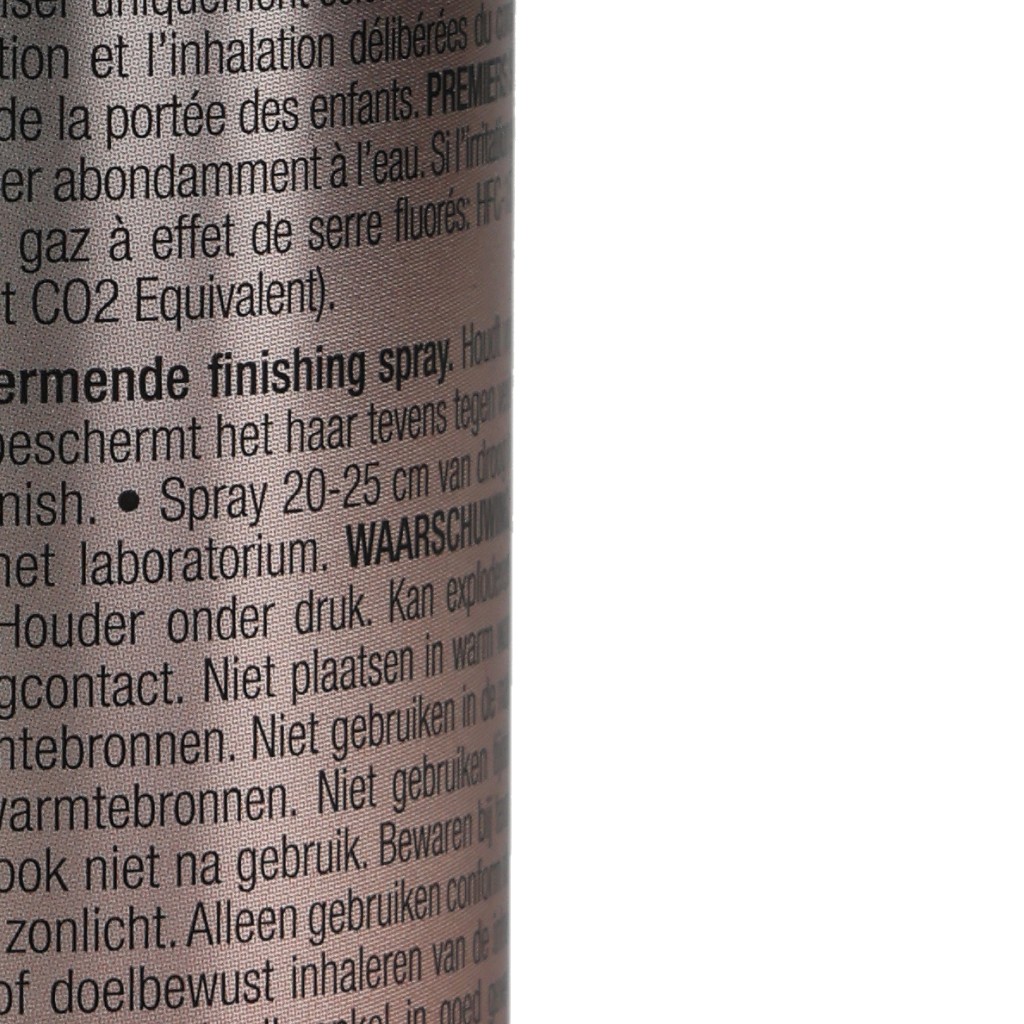 uniquement
tion et l'inhalation délibérées du
de la portée des enfants. PREMIERS
er abondamment à l'eau. Si l'irritation
gaz à effet de serre fluorés: HFC
t CO2 Equivalent).
ermende finishing spray. Houdt
beschermt het haar tevens tegen
nish. • Spray 20-25 cm van
het laboratorium. WAARSCHUWING
Houder onder druk. Kan exploderen
gcontact. Niet plaatsen in warm
ntebronnen. Niet gebruiken in de
warmtebronnen. Niet gebruiken
ook niet na gebruik. Bewaren bij
zonlicht. Alleen gebruiken conform
of doelbewust inhaleren van de
in goed